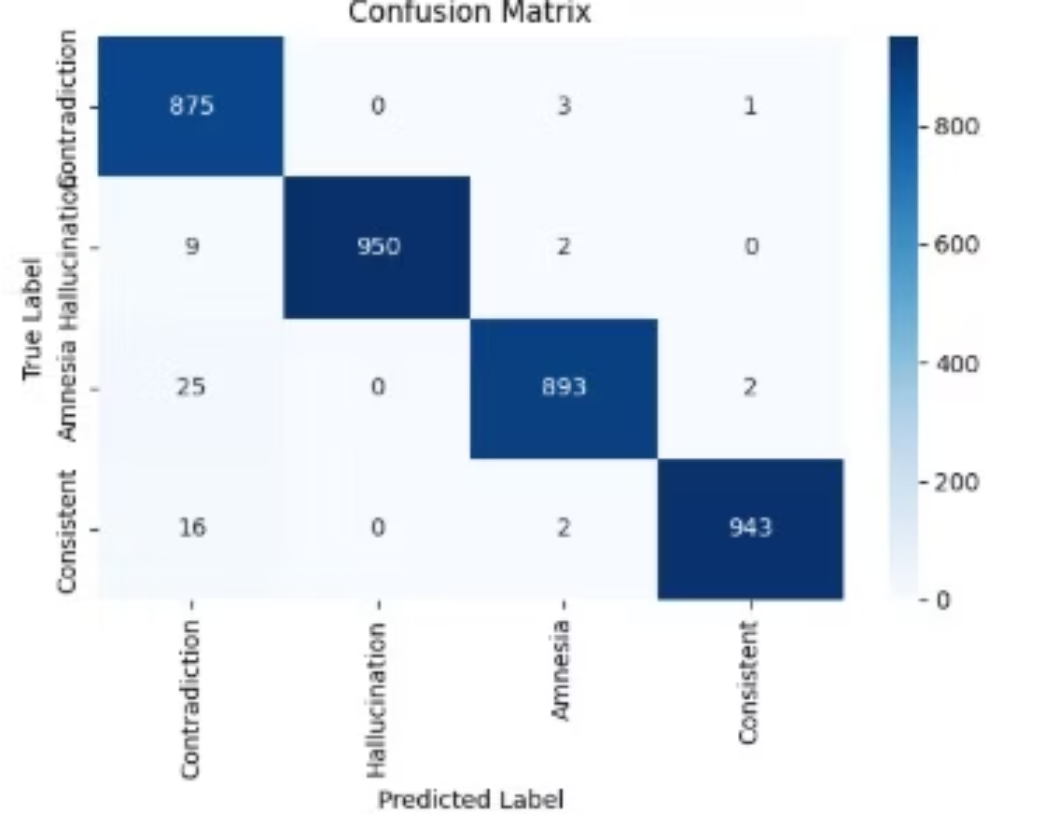 Confusion Matrix
True Label
Contradiction
Hallucination
Amnesia
Consistent
875 0 3 1
9 950 2 0
25 0 893 2
16 0 2 943
800
600
400
200
0
Contradiction
Hallucination
Amnesia
Consistent
Predicted Label